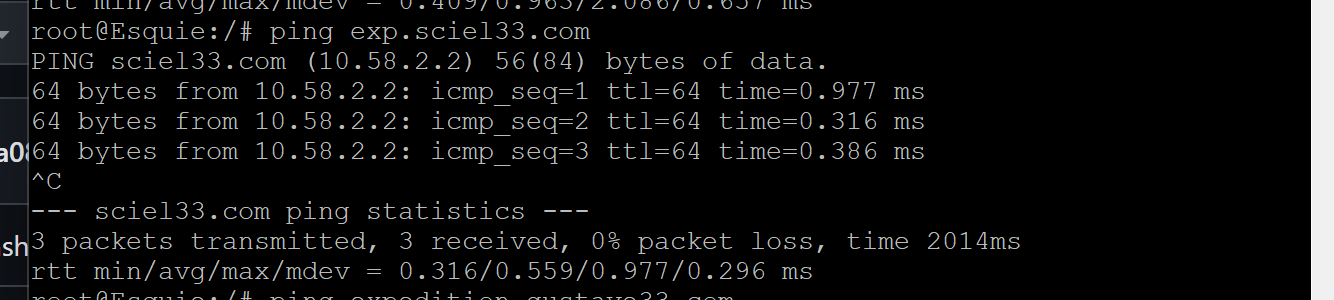 rtt min/avg/max/mdev = 0.409/0.963/2.086/0.657 ms
root@Esquie:/# ping exp.sciel33.com
PING sciel33.com (10.58.2.2) 56(84) bytes of data.
64 bytes from 10.58.2.2: icmp_seq=1 ttl=64 time=0.977 ms
64 bytes from 10.58.2.2: icmp_seq=2 ttl=64 time=0.316 ms
64 bytes from 10.58.2.2: icmp_seq=3 ttl=64 time=0.386 ms
^C
--- sciel33.com ping statistics ---
3 packets transmitted, 3 received, 0% packet loss, time 2014ms
rtt min/avg/max/mdev = 0.316/0.559/0.977/0.296 ms
root@Esquie:/# ping expedition.gustave33.com